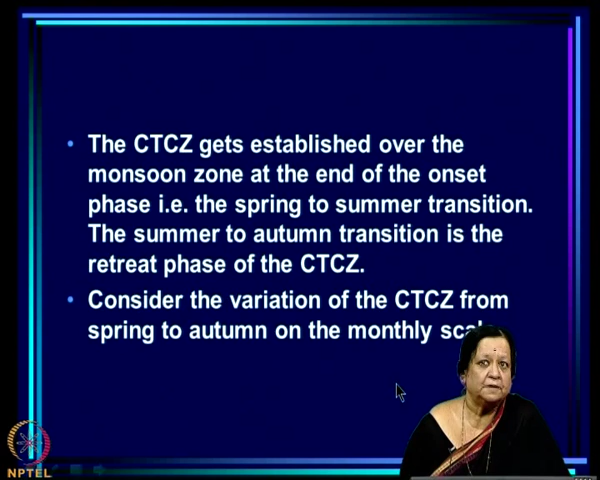 The CTCZ gets established over the
monsoon zone at the end of the onset
phase i.e. the spring to summer transition.
The summer to autumn transition is the
retreat phase of the CTCZ.
Consider the variation of the CTCZ from
spring to autumn on the monthly
NPTEL